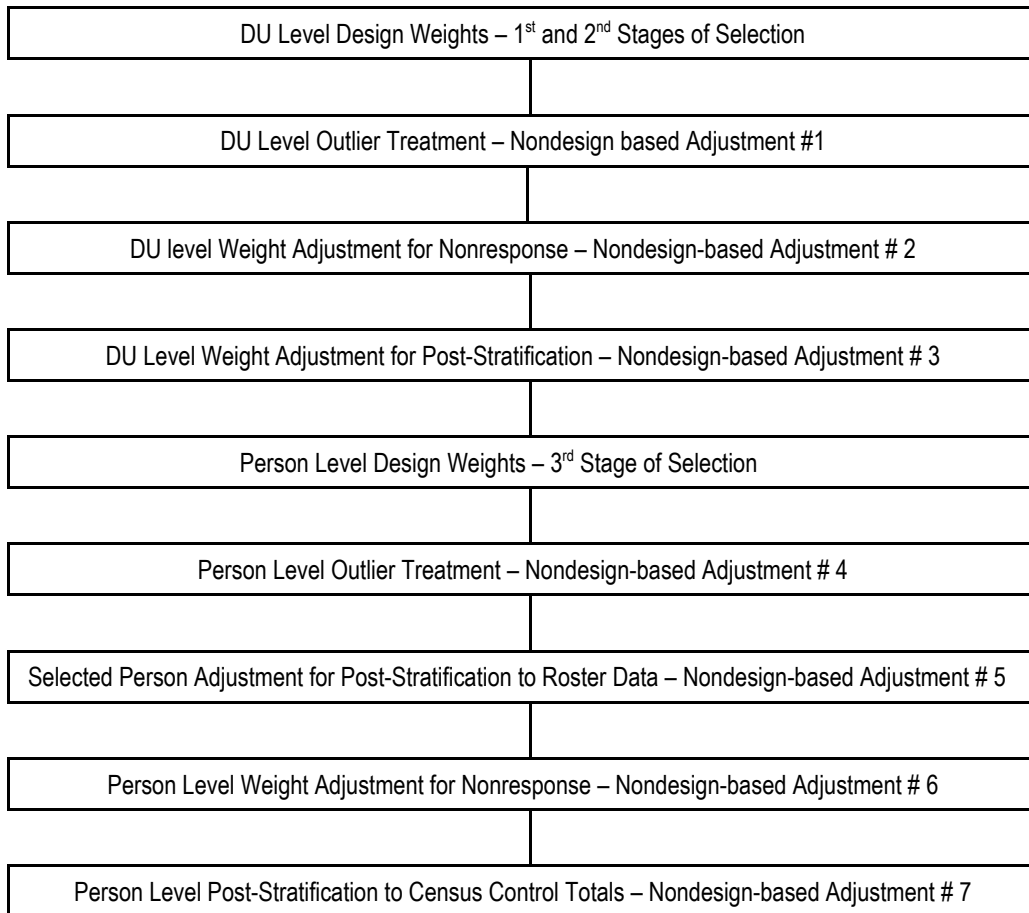 DU Level Design Weights – 1st and 2nd Stages of Selection
DU Level Outlier Treatment – Nondesign based Adjustment #1
DU level Weight Adjustment for Nonresponse – Nondesign-based Adjustment # 2
DU Level Weight Adjustment for Post-Stratification – Nondesign-based Adjustment # 3
Person Level Design Weights – 3rd Stage of Selection
Person Level Outlier Treatment – Nondesign-based Adjustment # 4
Selected Person Adjustment for Post-Stratification to Roster Data – Nondesign-based Adjustment # 5
Person Level Weight Adjustment for Nonresponse – Nondesign-based Adjustment # 6
Person Level Post-Stratification to Census Control Totals – Nondesign-based Adjustment # 7